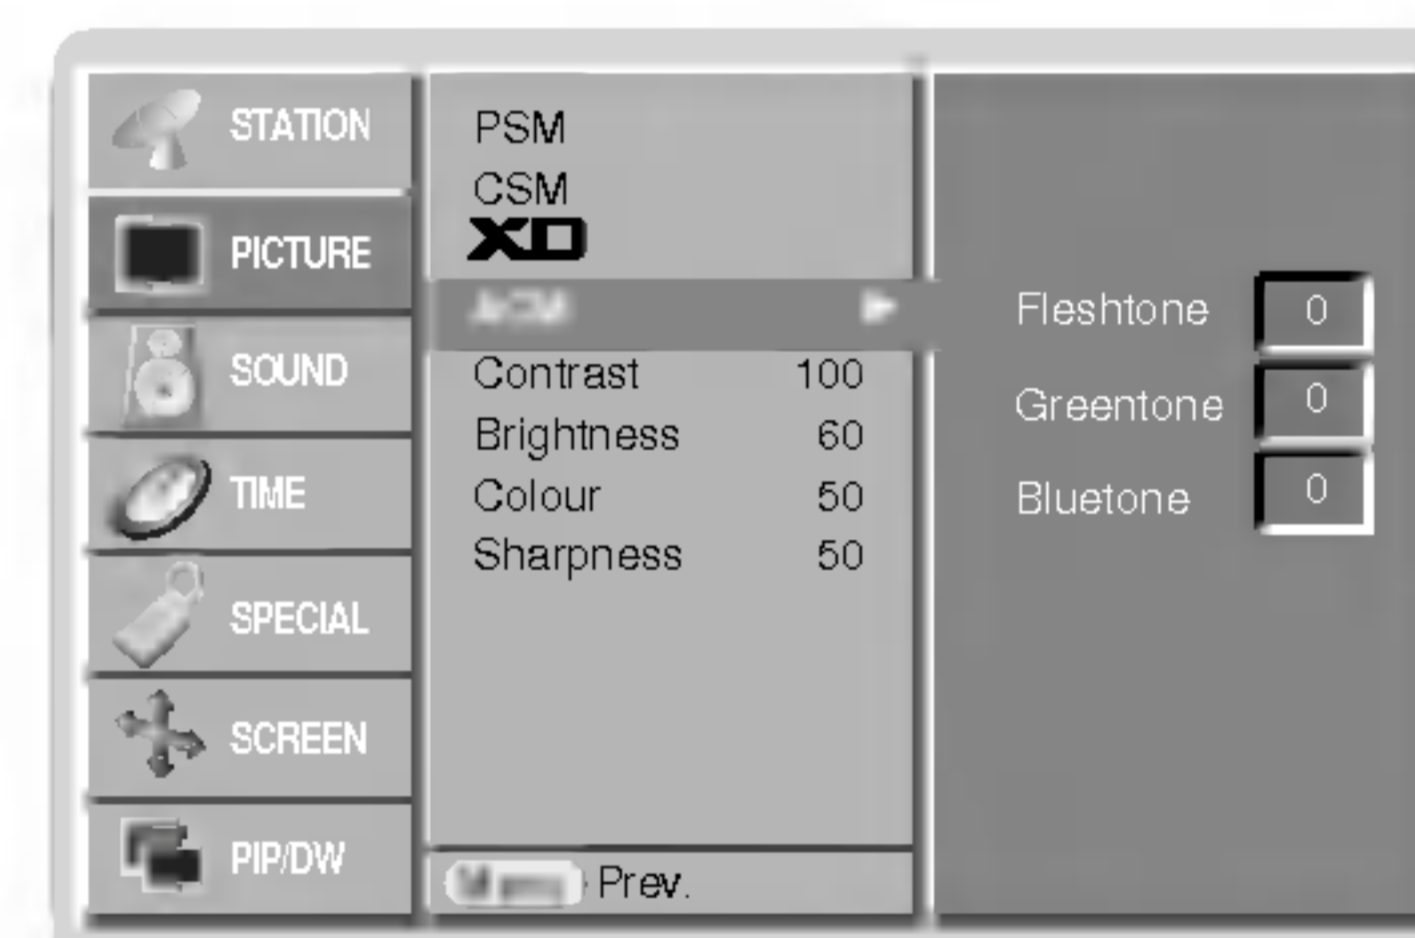 STATION
PICTURE
SOUND
TIME
SPECIAL
SCREEN
PIP/DW
PSM
CSM
XD
ACM
Contrast 100
Brightness 60
Colour 50
Sharpness 50
Prev.
Fleshtone 0
Greentone 0
Bluetone 0